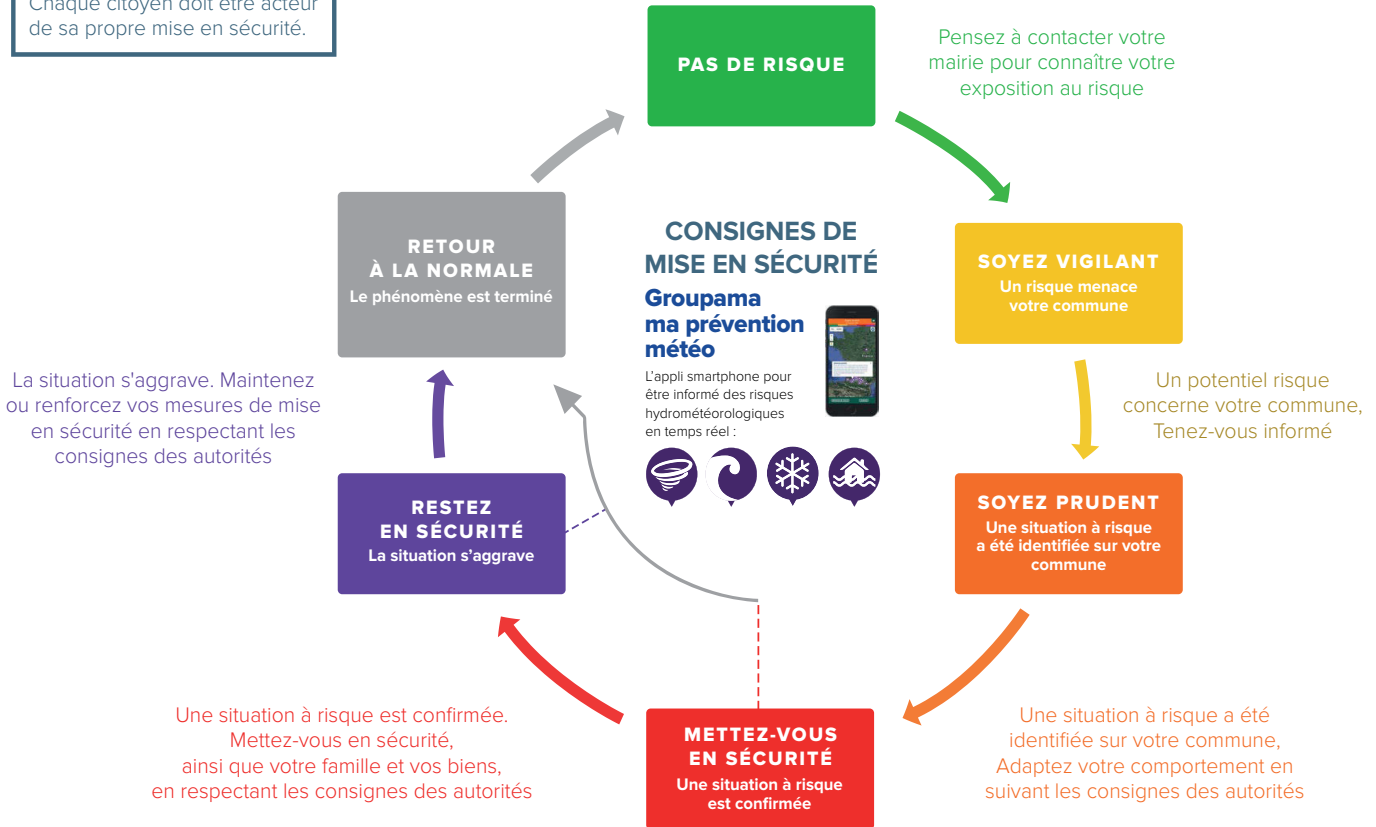 Chaque citoyen doit être acteur
de sa propre mise en sécurité.
PAS DE RISQUE
Pensez à contacter votre
mairie pour connaître votre
exposition au risque
RETOUR
À LA NORMALE
Le phénomène est terminé
CONSIGNES DE
MISE EN SÉCURITÉ
Groupama
ma prévention
météo
L'appli smartphone pour
être informé des risques
hydrométéorologiques
en temps réel :
SOYEZ VIGILANT
Un risque menace
votre commune
La situation s'aggrave. Maintenez
ou renforcez vos mesures de mise
en sécurité en respectant les
consignes des autorités
Un potentiel risque
concerne votre commune,
Tenez-vous informé
RESTEZ
EN SÉCURITÉ
La situation s’aggrave
SOYEZ PRUDENT
Une situation à risque
a été identifiée sur votre
commune
Une situation à risque est confirmée.
Mettez-vous en sécurité,
ainsi que votre famille et vos biens,
en respectant les consignes des autorités
METTEZ-VOUS
EN SÉCURITÉ
Une situation à risque
est confirmée
Une situation à risque a été
identifiée sur votre commune,
Adaptez votre comportement en
suivant les consignes des autorités